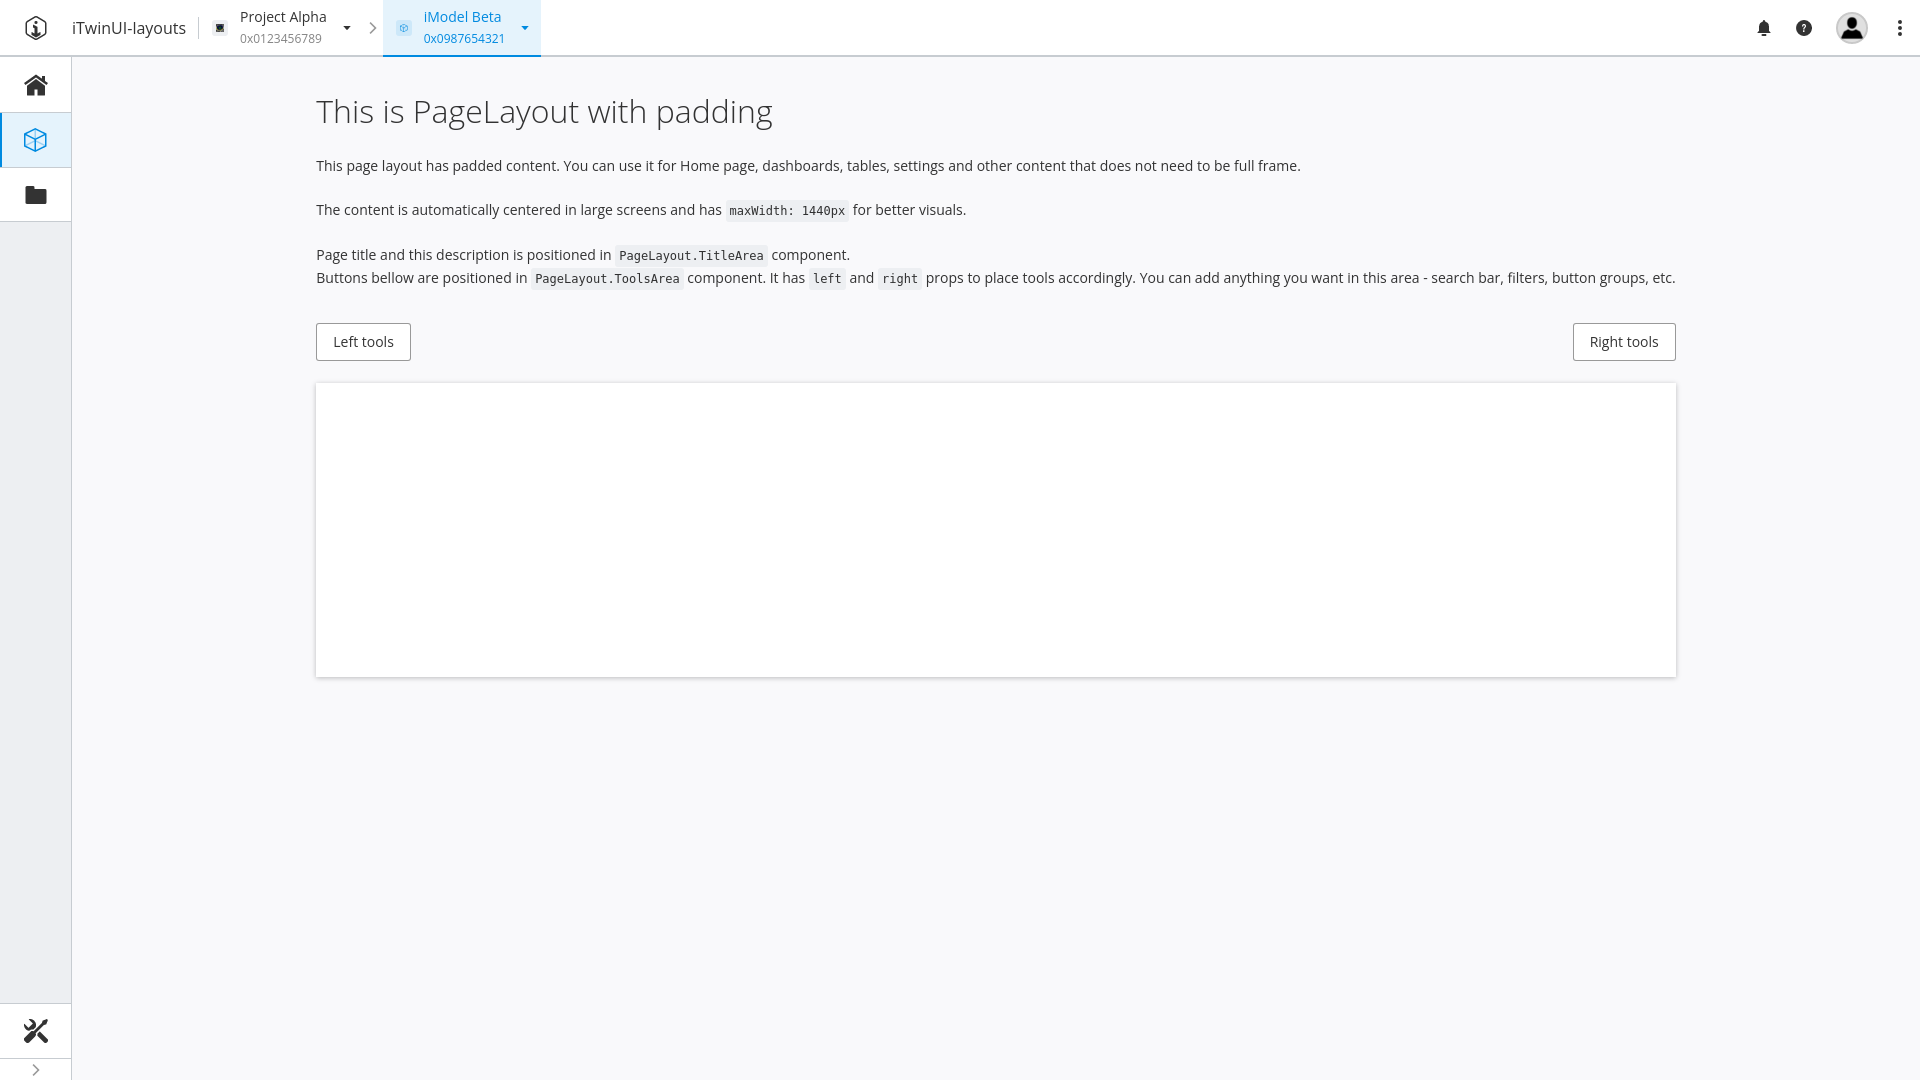 iTwinUI-layouts
Project Alpha
0x0123456789
iModel Beta
0x0987654321
This is PageLayout with padding
This page layout has padded content. You can use it for Home page, dashboards, tables, settings and other content that does not need to be full frame.
The content is automatically centered in large screens and has maxWidth: 1440px for better visuals.
Page title and this description is positioned in PageLayout.TitleArea component.
Buttons bellow are positioned in PageLayout.ToolsArea component. It has left and right props to place tools accordingly. You can add anything you want in this area - search bar, filters, button groups, etc.
Left tools
Right tools